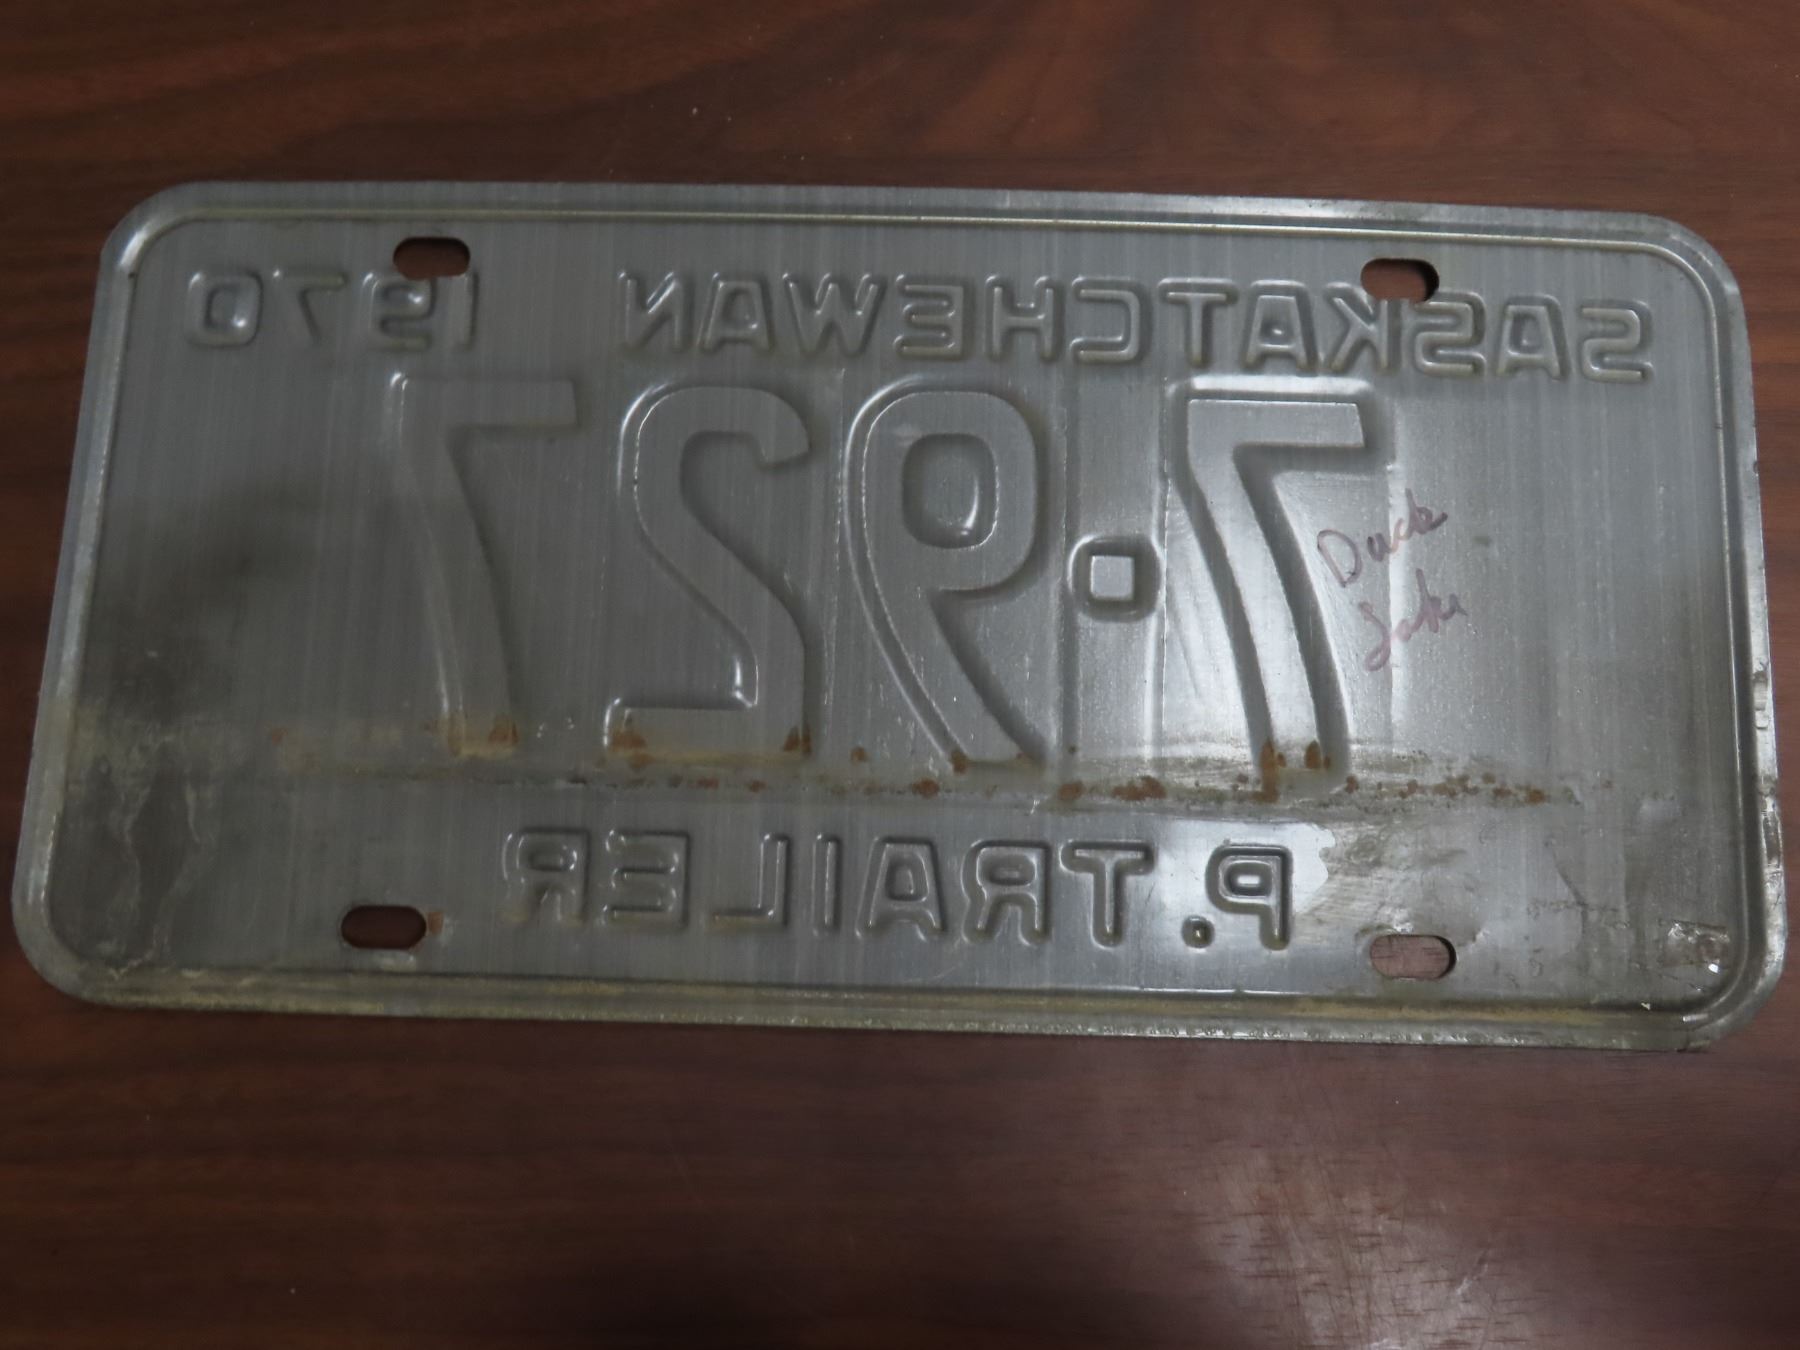 SASKATCHEWAN 1970
7-927
P. TRAILER
Duck
Lake